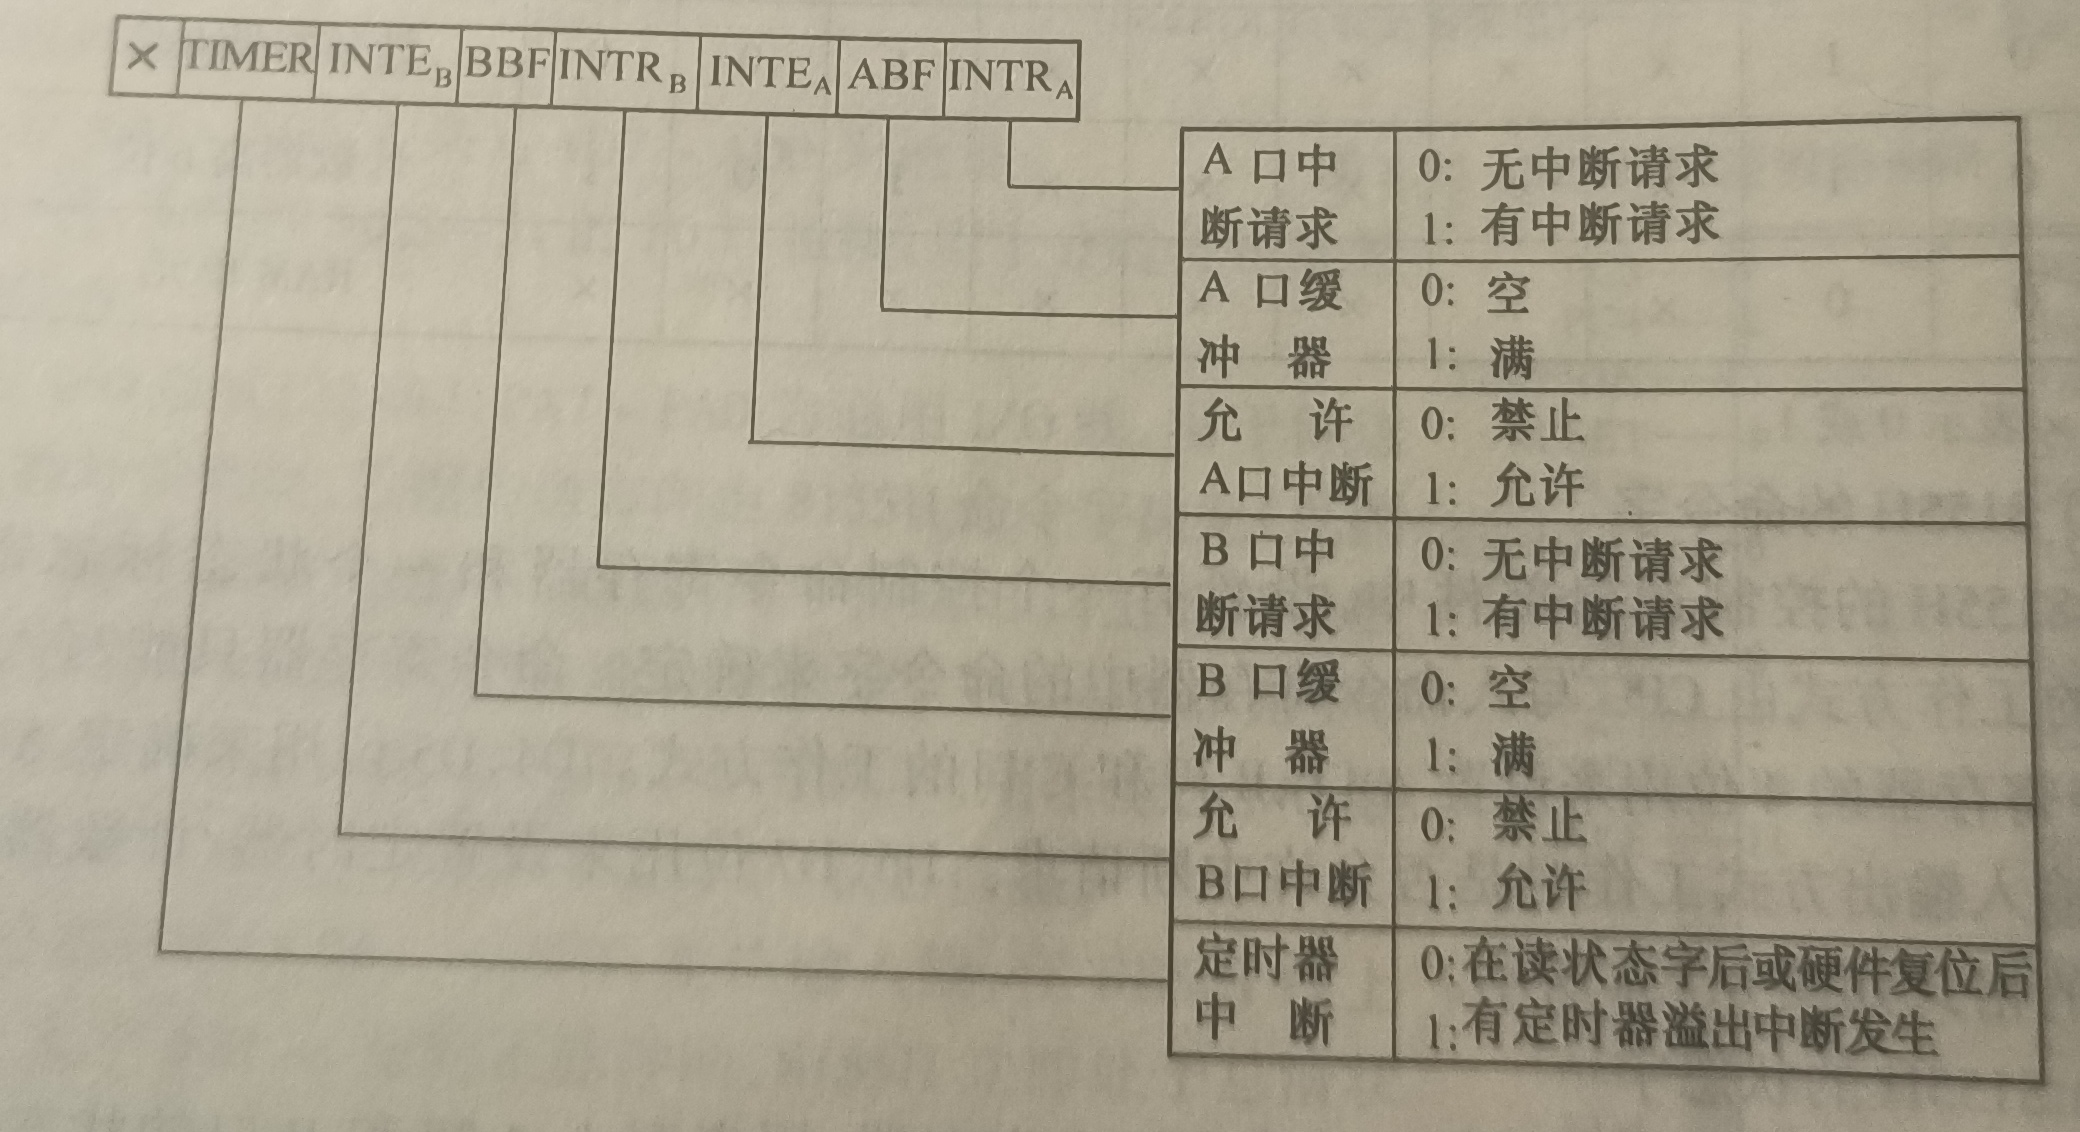 × TIMER INTE_B BBF INTR_B INTE_A ABF INTR_A
A 口中 0: 无中断请求
断请求 1: 有中断请求
A 口缓 0: 空
冲 器 1: 满
允 许 0: 禁止
A口中断 1: 允许
B 口中 0: 无中断请求
断请求 1: 有中断请求
B 口缓 0: 空
冲 器 1: 满
允 许 0: 禁止
B口中断 1: 允许
定时器 0:在读状态字后或硬件复位后
中 断 1:有定时器溢出中断发生